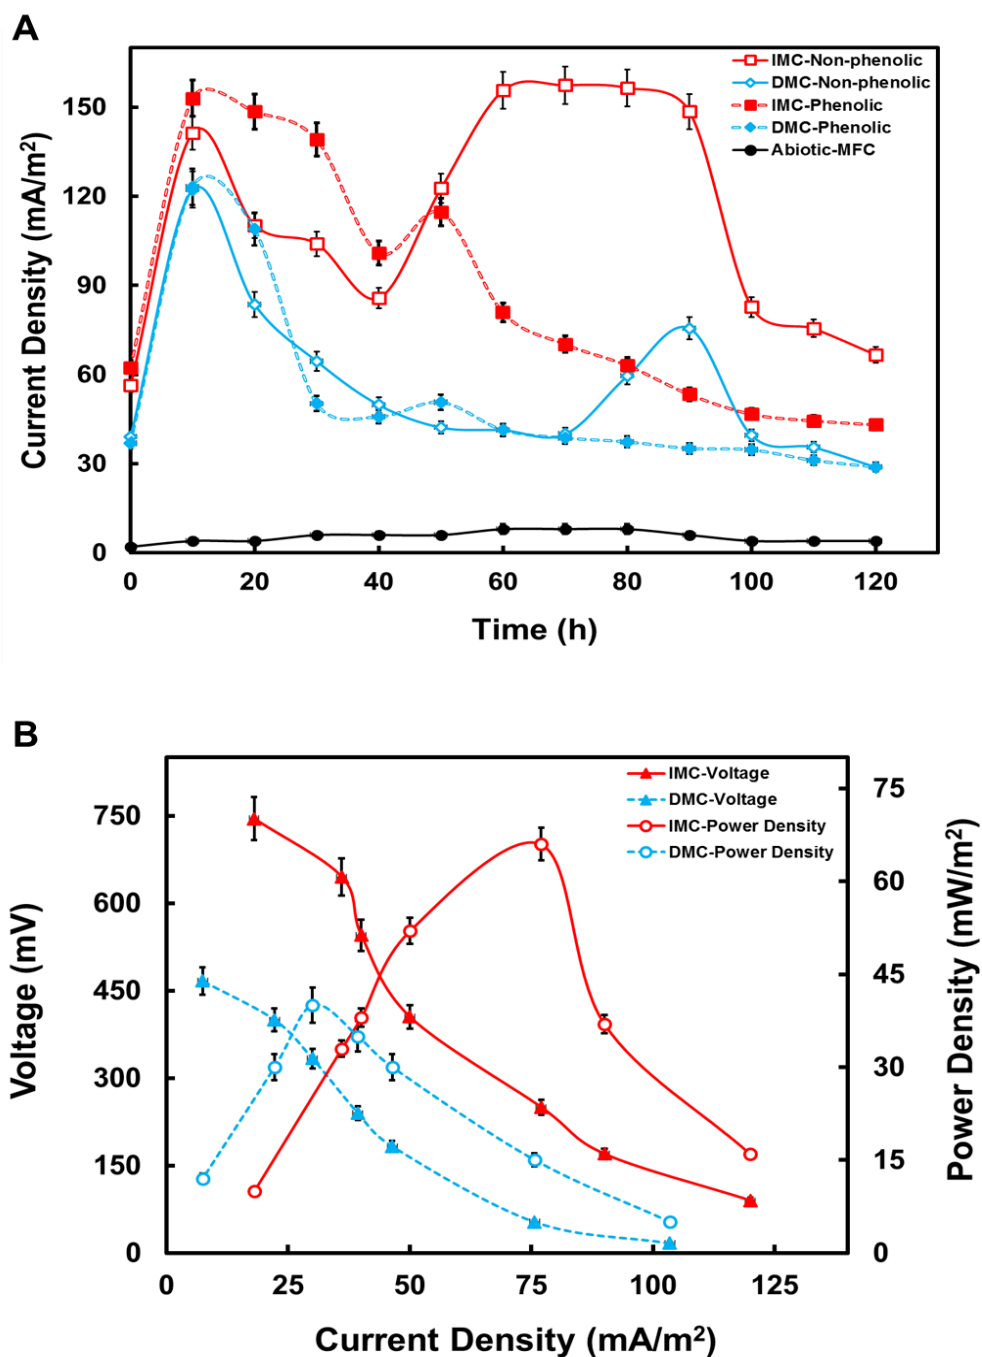 A
IMC-Non-phenolic
DMC-Non-phenolic
IMC-Phenolic
DMC-Phenolic
Abiotic-MFC
150
120
90
60
30
0
Current Density (mA/m²)
0 20 40 60 80 100 120
Time (h)
B
IMC-Voltage
DMC-Voltage
IMC-Power Density
DMC-Power Density
750
600
450
300
150
0
Voltage (mV)
75
60
45
30
15
0
Power Density (mW/m²)
0 25 50 75 100 125
Current Density (mA/m²)